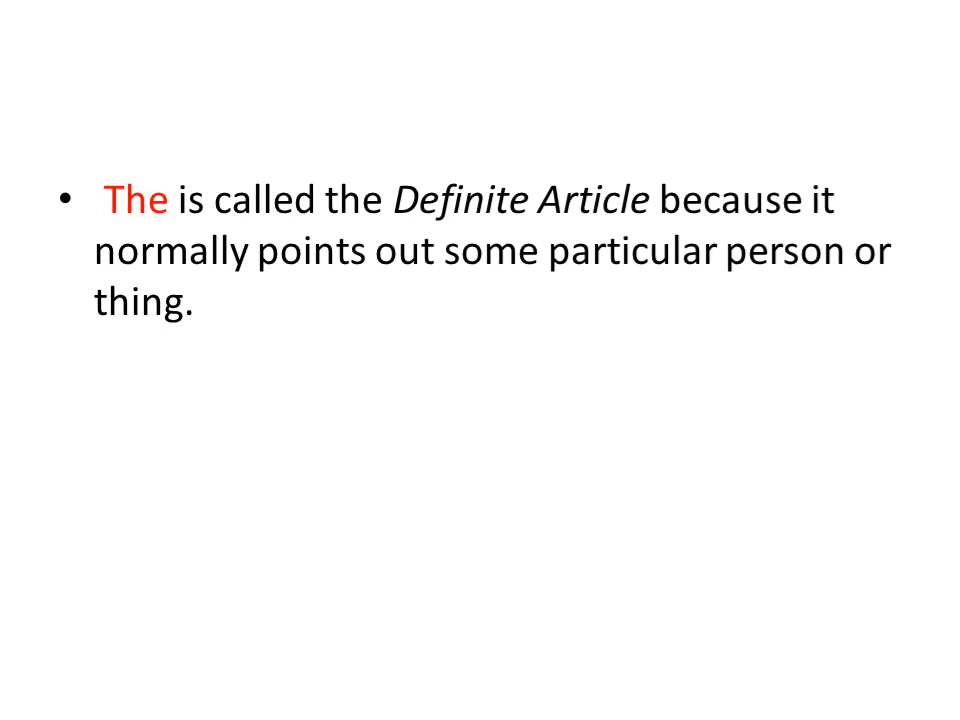 • The is called the Definite Article because it
normally points out some particular person or
thing.